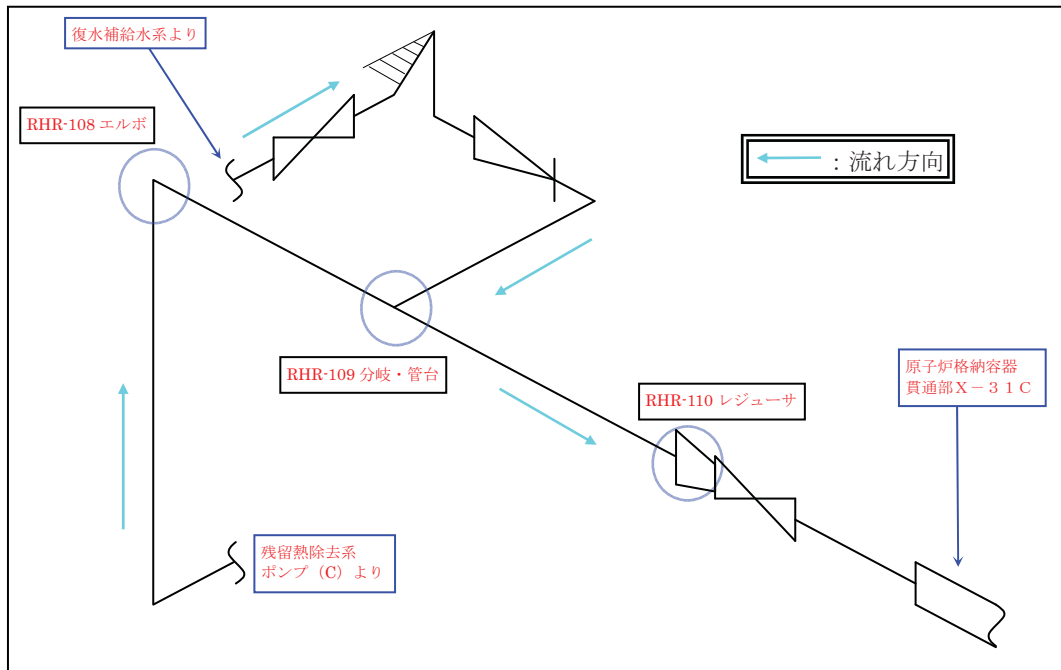 復水補給水系より
RHR-108 エルボ
：流れ方向
RHR-109 分岐・管台
RHR-110 レジューサ
原子炉格納容器
貫通部Ｘ－３１Ｃ
残留熱除去系
ポンプ（C）より